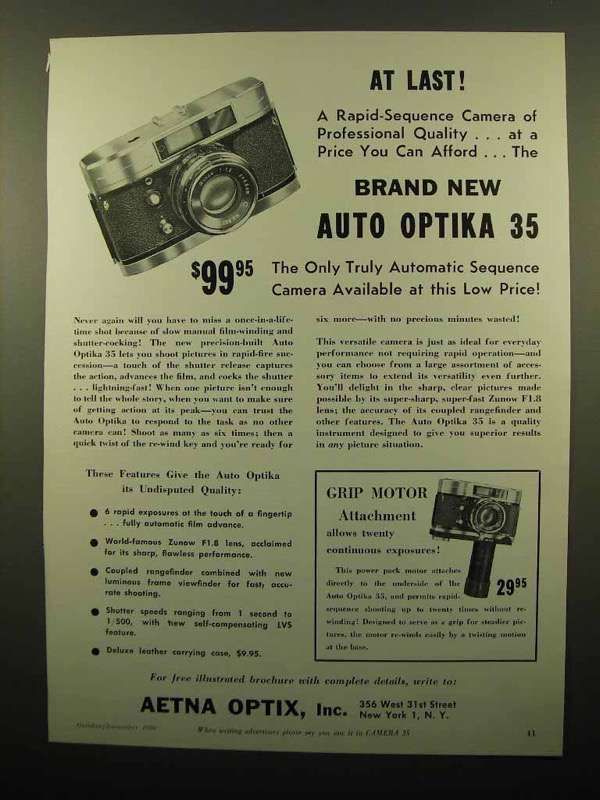 AT LAST!
A Rapid-Sequence Camera of
Professional Quality . . . at a
Price You Can Afford . . . The
BRAND NEW
AUTO OPTIKA 35
$99.95
The Only Truly Automatic Sequence
Camera Available at this Low Price!
Never again will you have to miss a once-in-a-life-
time shot because of slow manual film-winding and
shutter-cocking! The new precision-built Auto
Optika 35 lets you shoot pictures in rapid-fire suc-
cession—a touch of the shutter release captures
the action, advances the film, and cocks the shutter
. . . lightning-fast! When one picture isn't enough
to tell the whole story, when you want to make sure
of getting action at its peak—you can trust the
Auto Optika to respond to the task as no other
camera can! Shoot as many as six times; then a
quick twist of the re-wind key and you're ready for
six more—with no precious minutes wasted!
This versatile camera is just as ideal for everyday
performance not requiring rapid operation—and
you can choose from a large assortment of acces-
sory items to extend its versatility even further.
You'll delight in the sharp, clear pictures made
possible by its super-sharp, super-fast Zunow F1.8
lens; the accuracy of its coupled rangefinder and
other features. The Auto Optika 35 is a quality
instrument designed to give you superior results
in any picture situation.
These Features Give the Auto Optika
its Undisputed Quality:
● 6 rapid exposures at the touch of a fingertip
. . . fully automatic film advance.
● World-famous Zunow F1.8 lens, acclaimed
for its sharp, flawless performance.
● Coupled rangefinder combined with new
luminous frame viewfinder for fast, accu-
rate shooting.
● Shutter speeds ranging from 1 second to
1/500, with new self-compensating LVS
feature.
● Deluxe leather carrying case, $9.95.
GRIP MOTOR
Attachment
allows twenty
continuous exposures!
29.95
This power pack motor attaches
directly to the underside of the
Auto Optika 35, and permits rapid-
sequence shooting up to twenty times without re-
winding! Designed to serve as a grip for steadier pic-
tures, the motor re-winds easily by a twisting motion
at the base.
For free illustrated brochure with complete details, write to:
AETNA OPTIX, Inc.
356 West 31st Street
New York 1, N. Y.
When writing advertisers please say you saw it in CAMERA 35
41